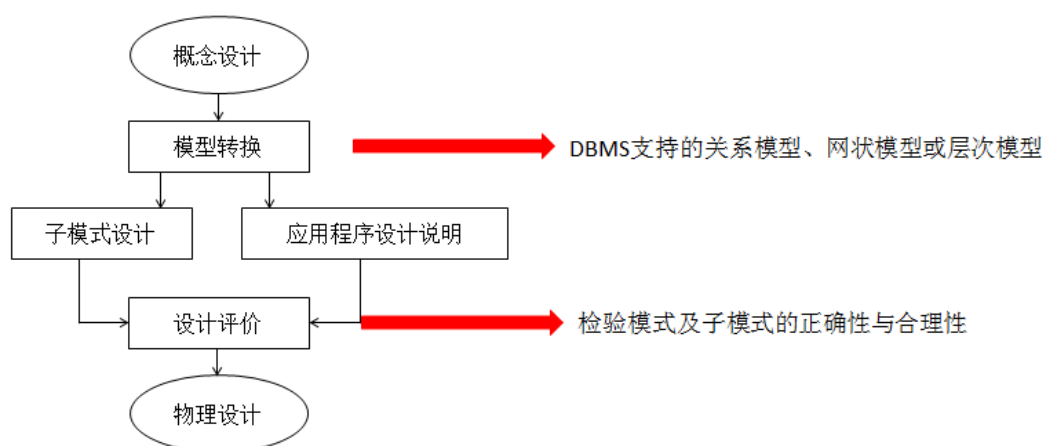 概念设计
模型转换
DBMS支持的关系模型、网状模型或层次模型
子模式设计
应用程序设计说明
设计评价
检验模式及子模式的正确性与合理性
物理设计